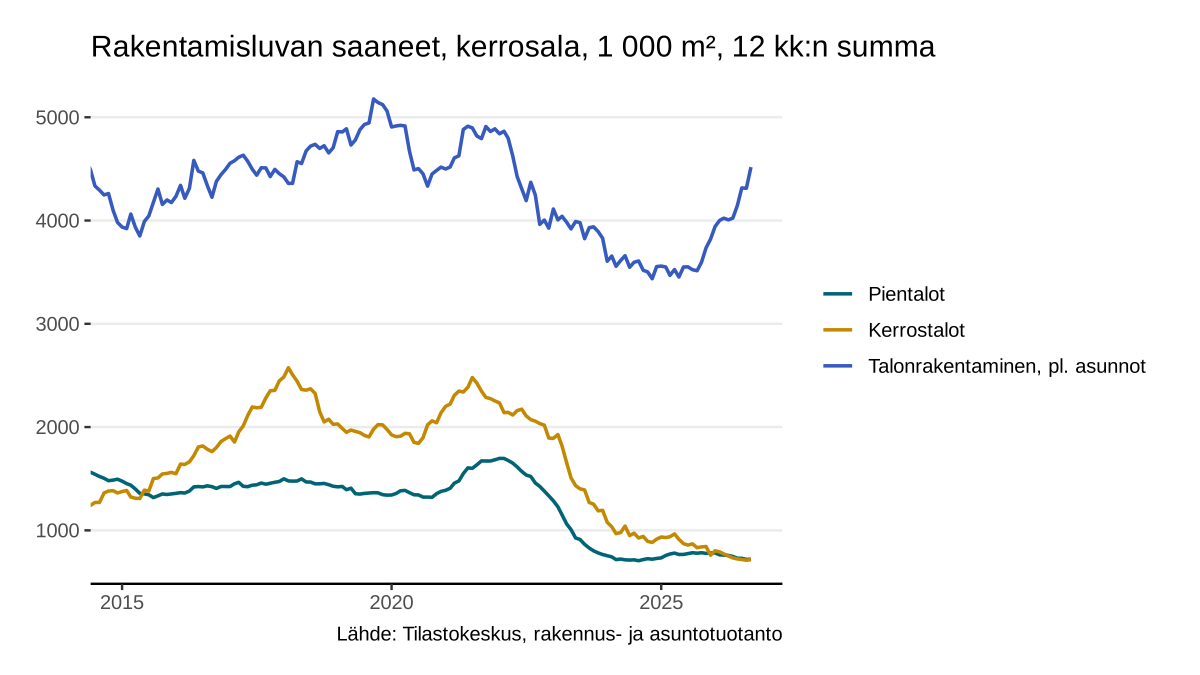 Rakentamisluvan saaneet, kerrosala, 1 000 m², 12 kk:n summa
5000
4000
3000
2000
1000
2015 2020 2025
Pientalot
Kerrostalot
Talonrakentaminen, pl. asunnot
Lähde: Tilastokeskus, rakennus- ja asuntotuotanto